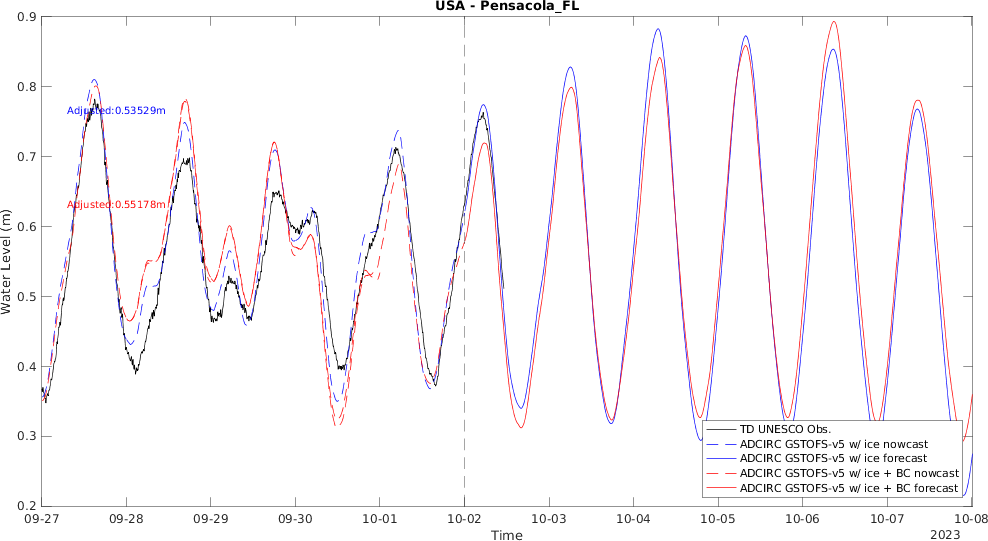 USA - Pensacola_FL
0.9
0.8
0.7
0.6
0.5
0.4
0.3
0.2
Water Level (m)
Adjusted:0.53529m
Adjusted:0.55178m
TD UNESCO Obs.
ADCIRC GSTOFS-v5 w/ ice nowcast
ADCIRC GSTOFS-v5 w/ ice forecast
ADCIRC GSTOFS-v5 w/ ice + BC nowcast
ADCIRC GSTOFS-v5 w/ ice + BC forecast
09-27 09-28 09-29 09-30 10-01 10-02 10-03 10-04 10-05 10-06 10-07 10-08
Time
2023